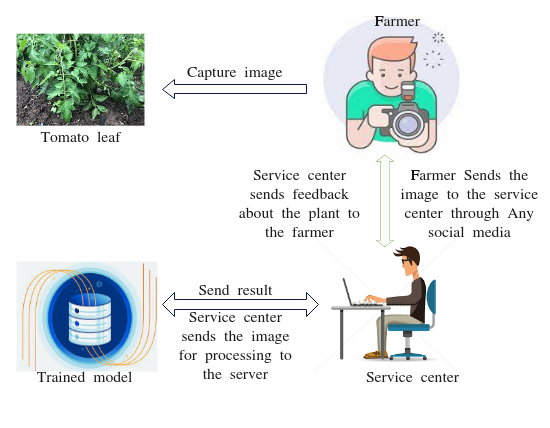 Farmer
Capture image
Tomato leaf
Service center
sends feedback
about the plant to
the farmer
Farmer Sends the
image to the service
center through Any
social media
Send result
Service center
sends the image
for processing to
the server
Trained model
Service center